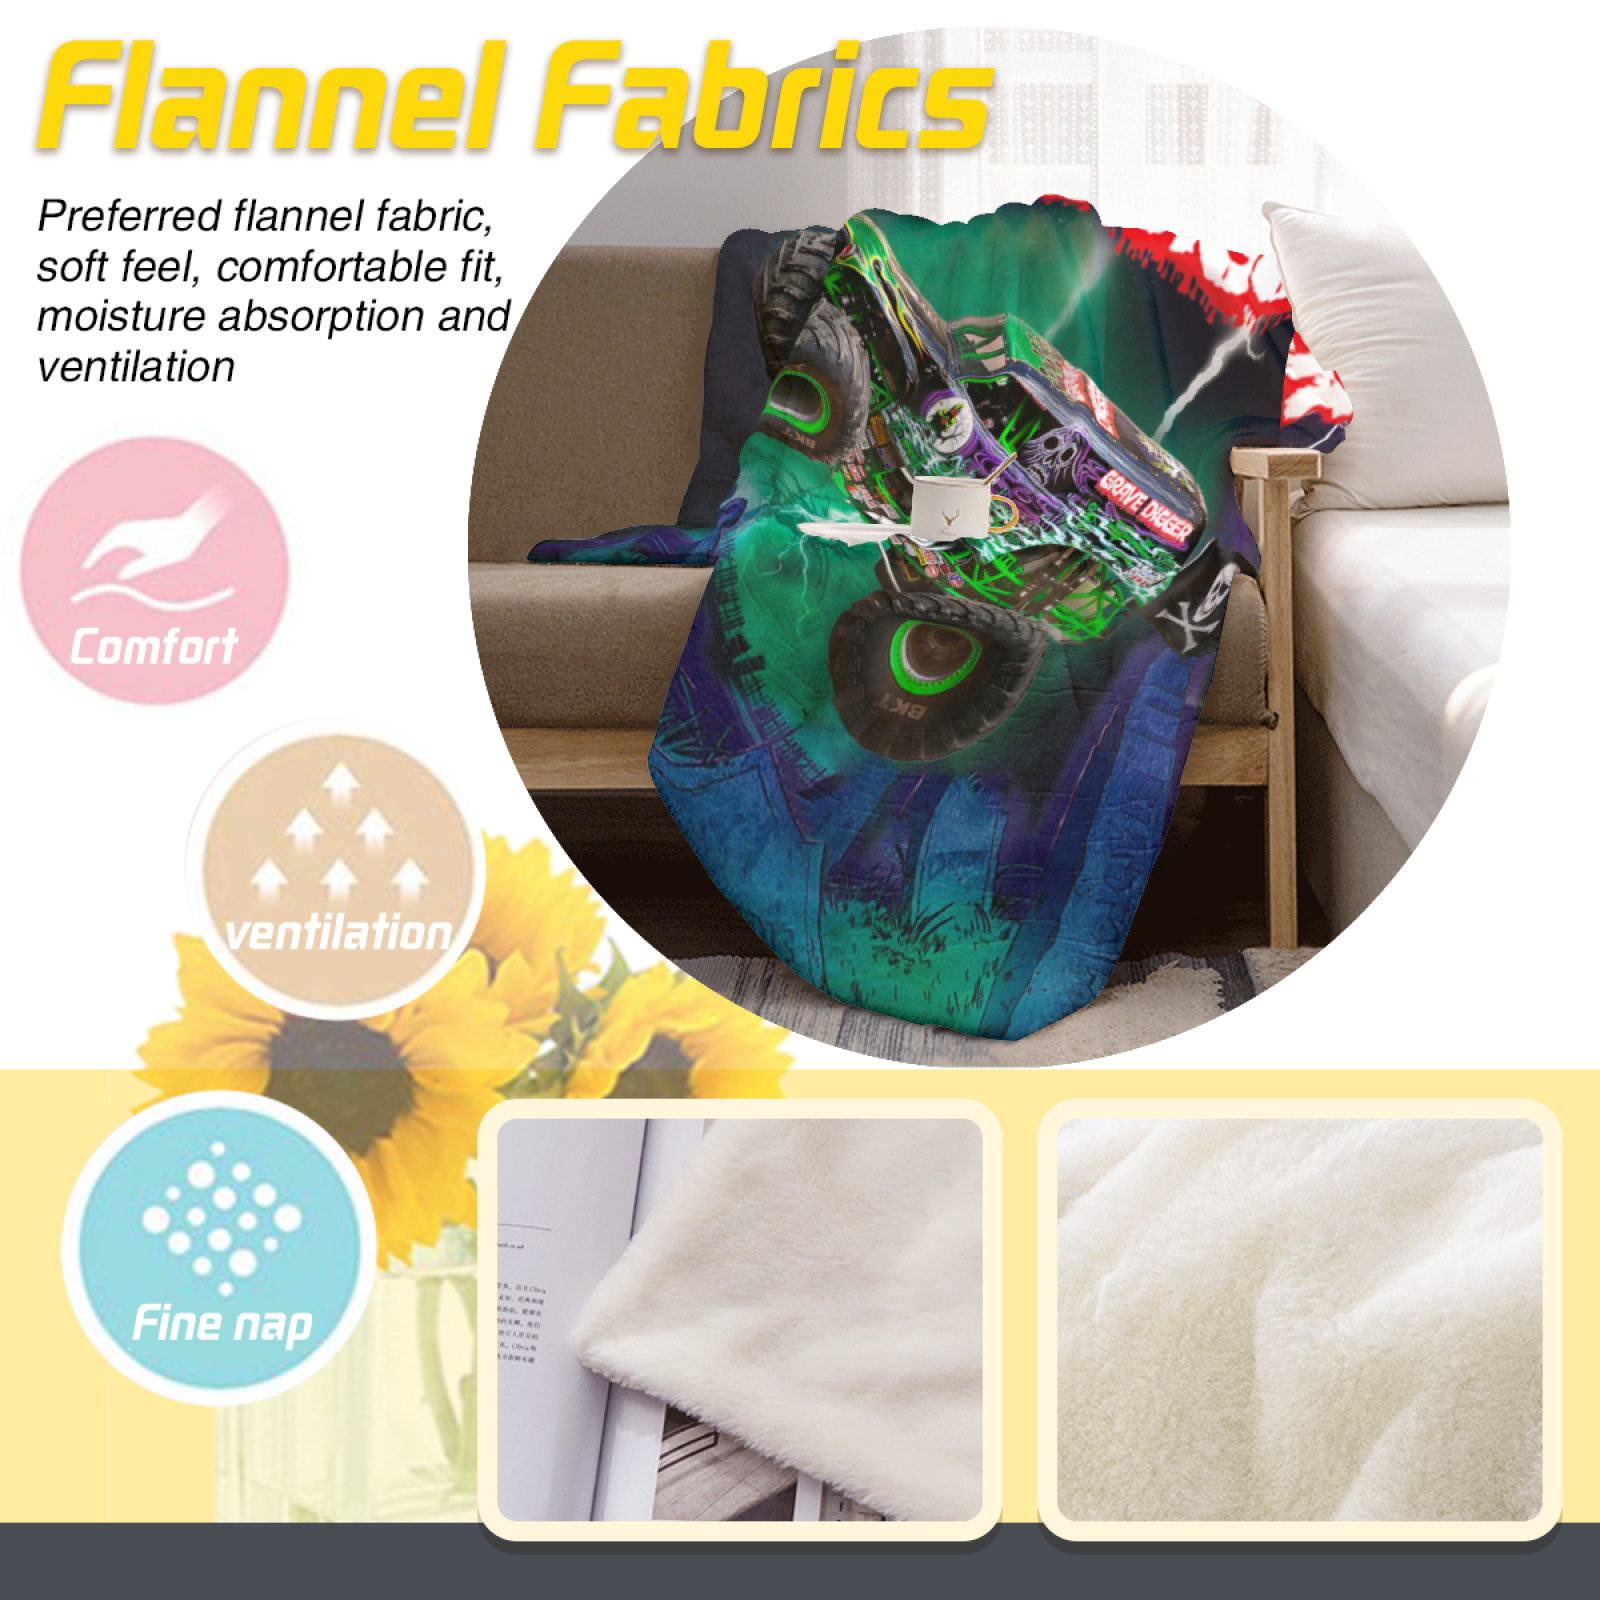 Flannel Fabrics
Preferred flannel fabric,
soft feel, comfortable fit,
moisture absorption and
ventilation
Comfort
ventilation
Fine nap
GRAVE DIGGER
BKT
BKT